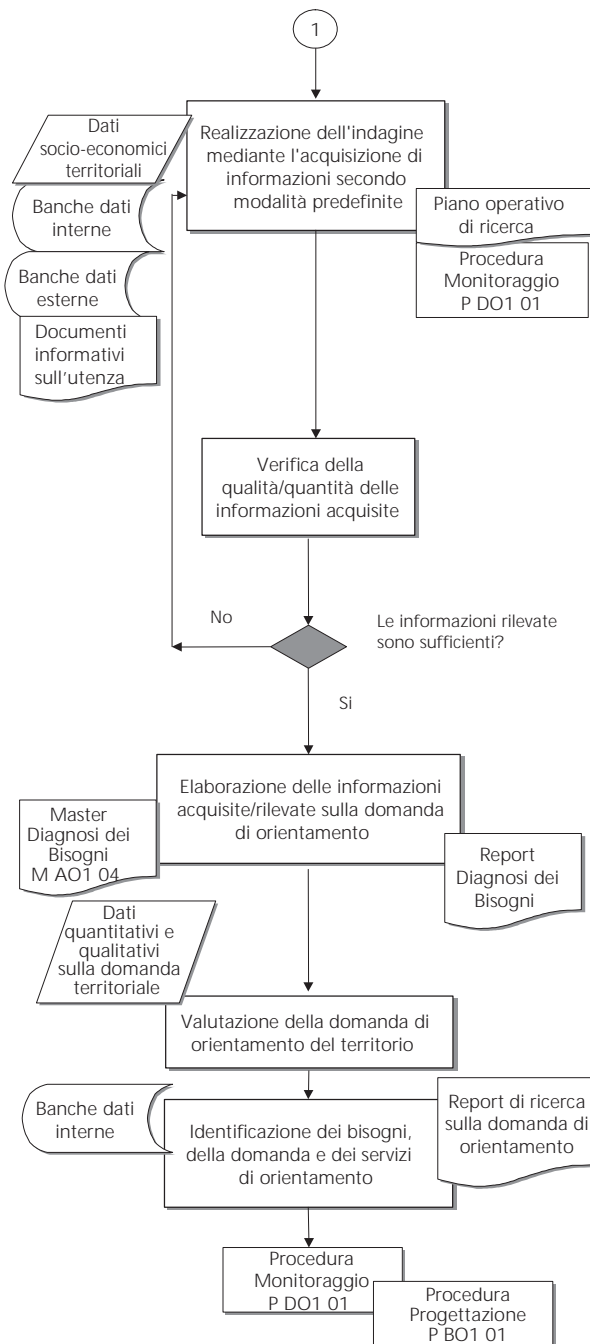 1
Dati
socio-economici
territoriali
Realizzazione dell'indagine
mediante l'acquisizione di
informazioni secondo
modalità predefinite
Banche dati
interne
Piano operativo
di ricerca
Banche dati
esterne
Procedura
Monitoraggio
P DO1 01
Documenti
informativi
sull'utenza
Verifica della
qualità/quantità delle
informazioni acquisite
No
Le informazioni rilevate
sono sufficienti?
Si
Elaborazione delle informazioni
acquisite/rilevate sulla domanda
di orientamento
Master
Diagnosi dei
Bisogni
M AO1 04
Report
Diagnosi dei
Bisogni
Dati
quantitativi e
qualitativi
sulla domanda
territoriale
Valutazione della domanda di
orientamento del territorio
Banche dati
interne
Identificazione dei bisogni,
della domanda e dei servizi
di orientamento
Report di ricerca
sulla domanda di
orientamento
Procedura
Monitoraggio
P DO1 01
Procedura
Progettazione
P BO1 01